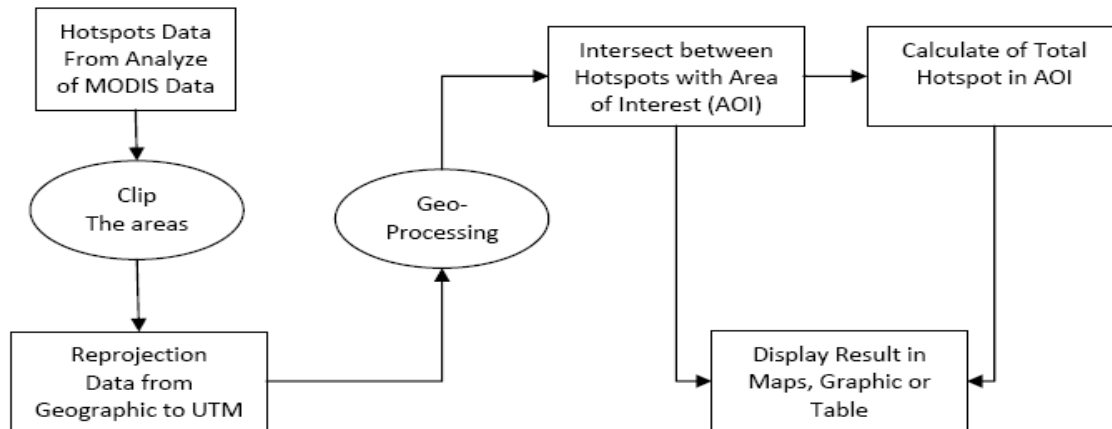 Hotspots Data
From Analyze
of MODIS Data
Clip
The areas
Reprojection
Data from
Geographic to UTM
Geo-
Processing
Intersect between
Hotspots with Area
of Interest (AOI)
Calculate of Total
Hotspot in AOI
Display Result in
Maps, Graphic or
Table